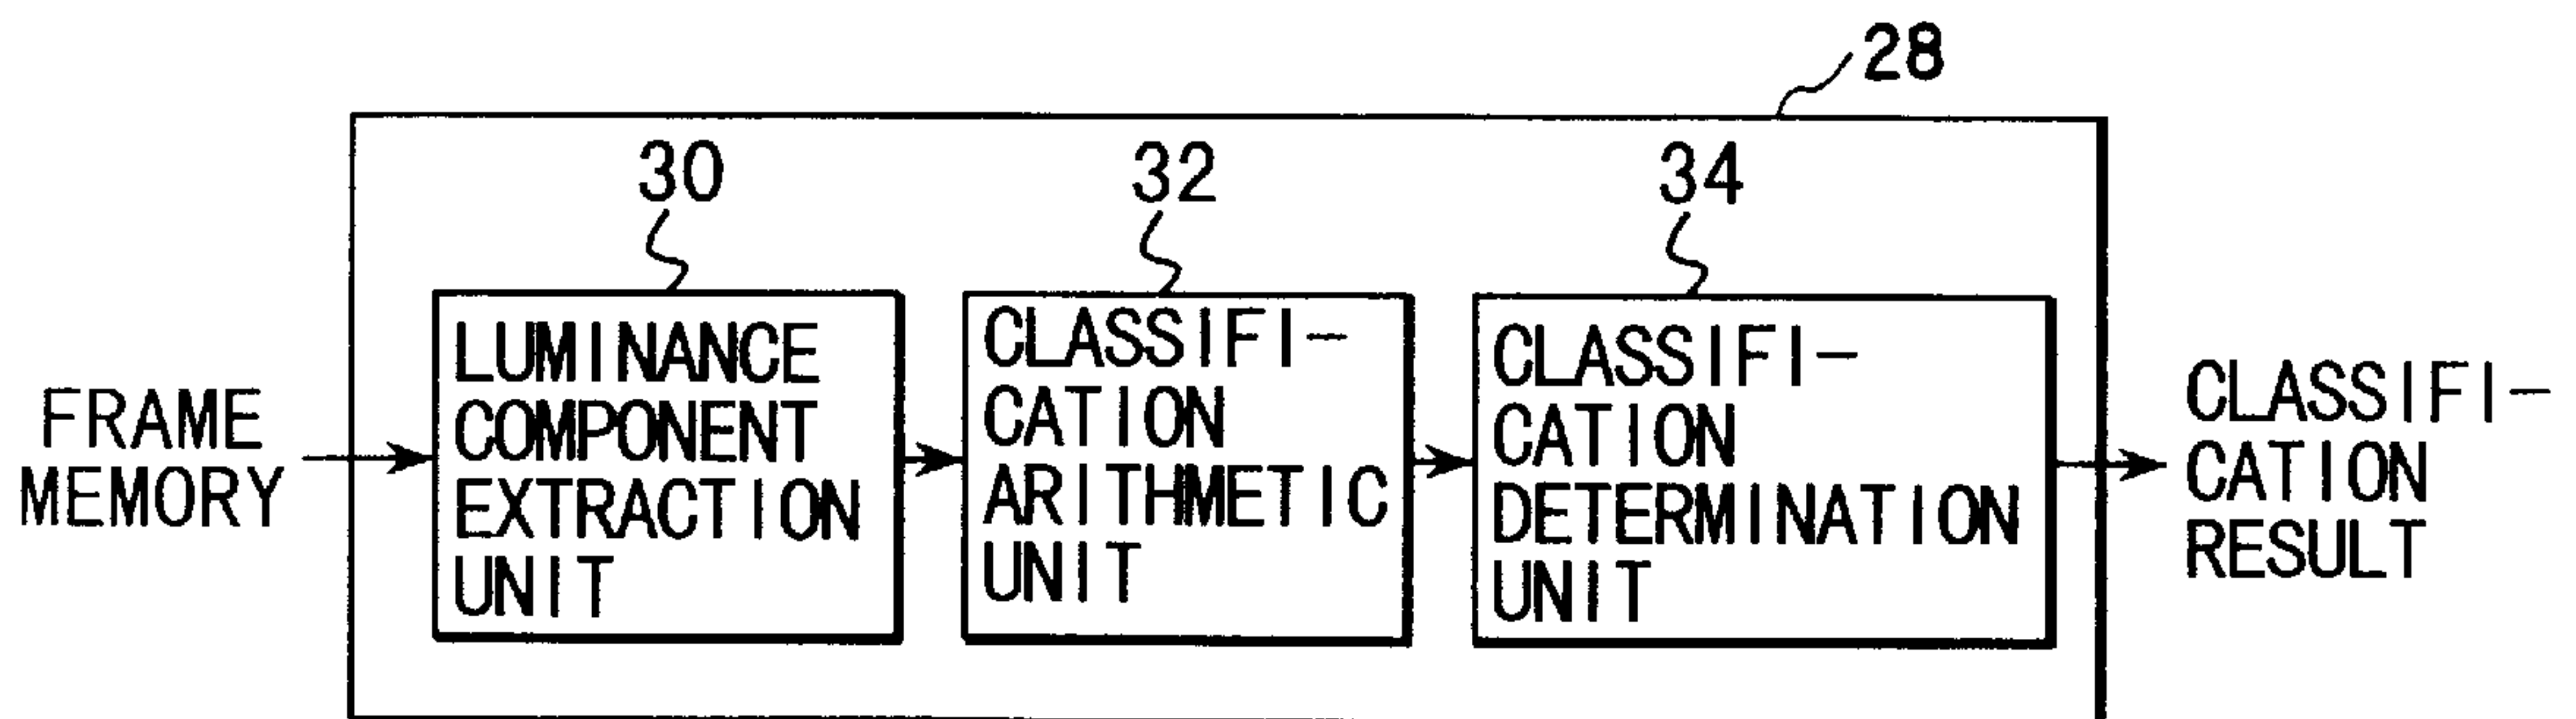 28
30
32
34
FRAME
MEMORY
LUMINANCE
COMPONENT
EXTRACTION
UNIT
CLASSIFI-
CATION
ARITHMETIC
UNIT
CLASSIFI-
CATION
DETERMINATION
UNIT
CLASSIFI-
CATION
RESULT